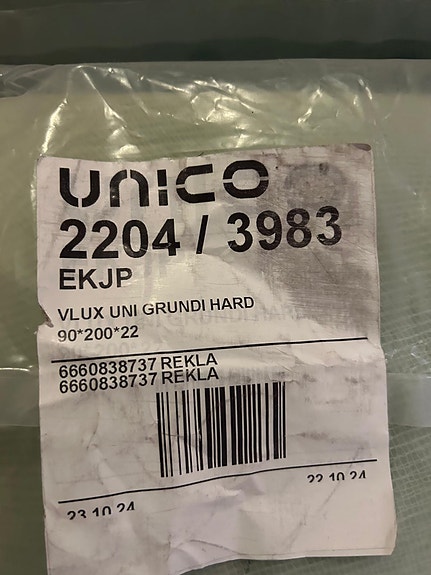 UNICO
2204 / 3983
EKJP
VLUX UNI GRUNDI HARD
90*200*22
6660838737 REKLA
6660838737 REKLA
22.10.24
23.10.24